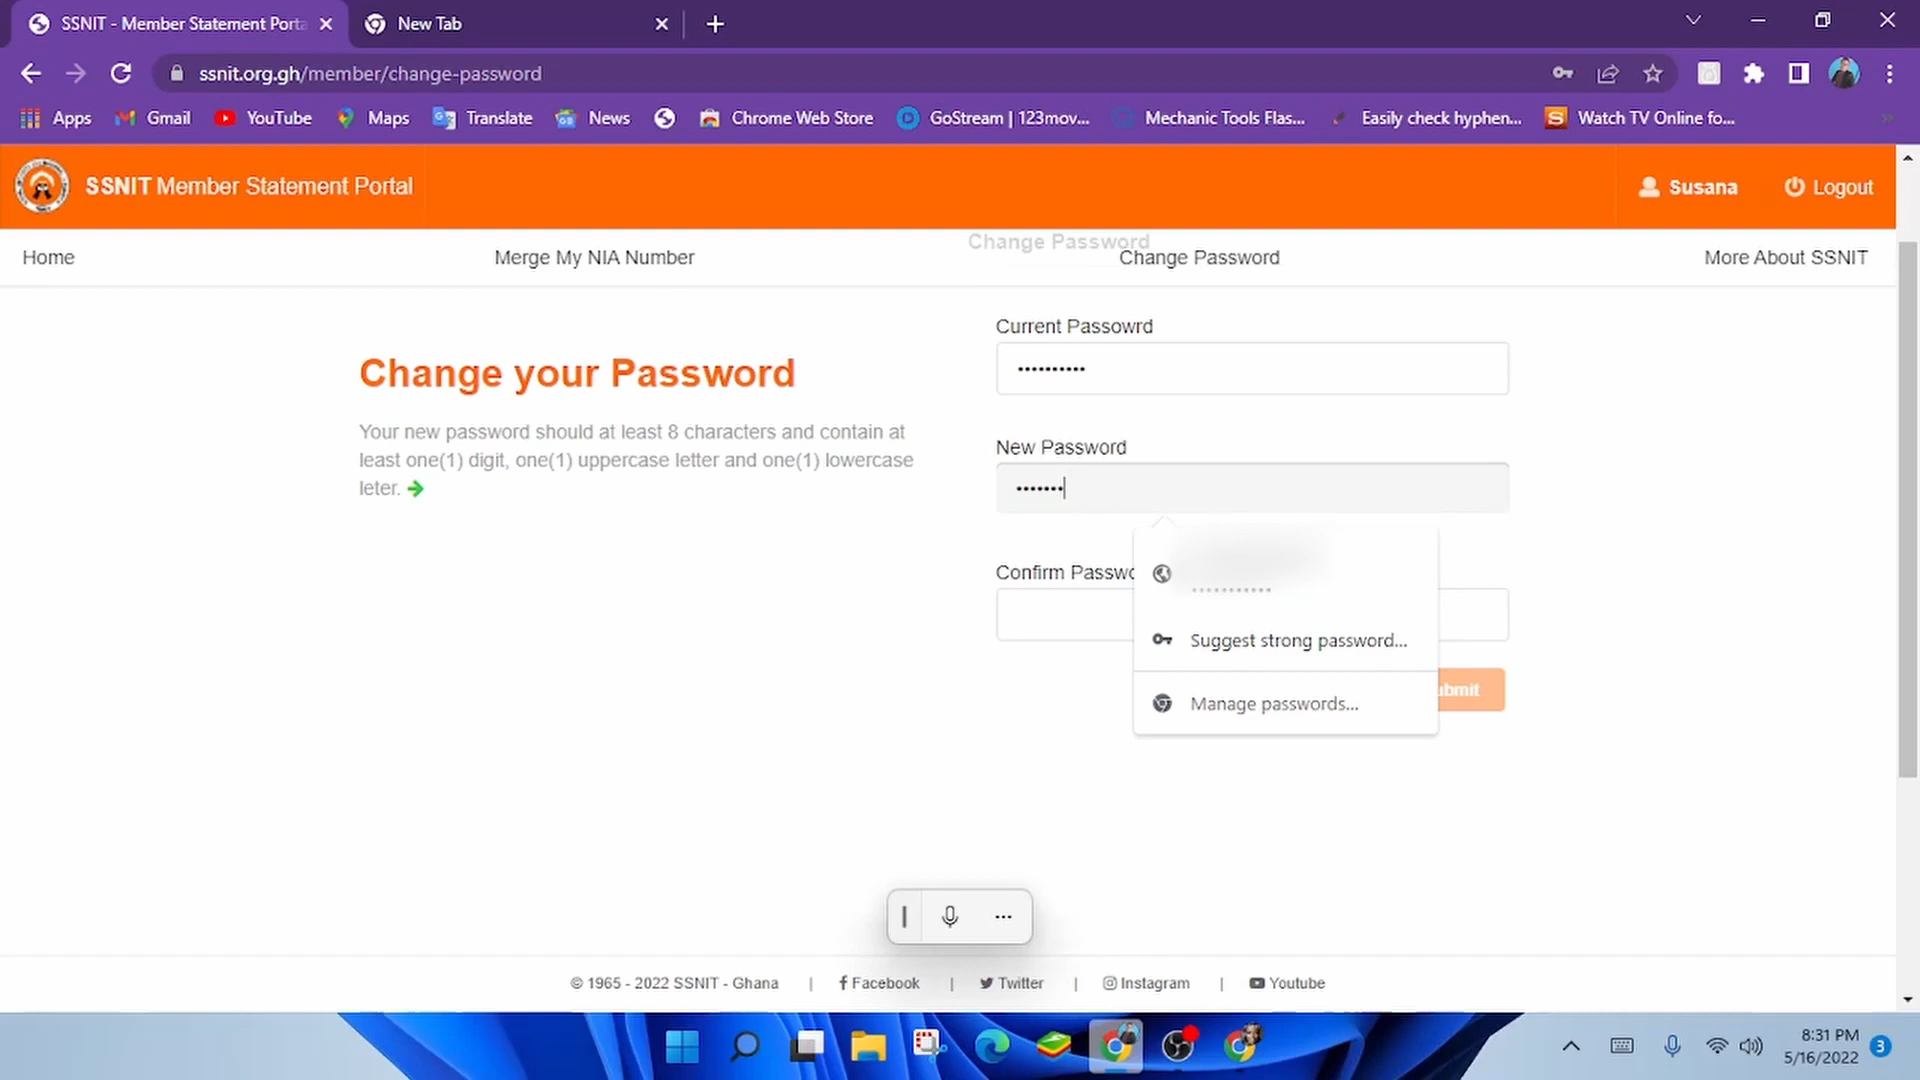 SSNIT - Member Statement Porta
New Tab
ssnit.org.gh/member/change-password
Apps
Gmail
YouTube
Maps
Translate
News
Chrome Web Store
GoStream | 123mov...
Mechanic Tools Flas...
Easily check hyphen...
Watch TV Online fo...
SSNIT Member Statement Portal
Susana
Logout
Change Password
Home
Merge My NIA Number
Change Password
More About SSNIT
Current Passowrd
••••••••••
Change your Password
Your new password should at least 8 characters and contain at
least one(1) digit, one(1) uppercase letter and one(1) lowercase
leter.
New Password
•••••••
Confirm Passwo
Suggest strong password...
Manage passwords...
ubmit
© 1965 - 2022 SSNIT - Ghana | Facebook | Twitter | Instagram | Youtube
8:31 PM
5/16/2022
3